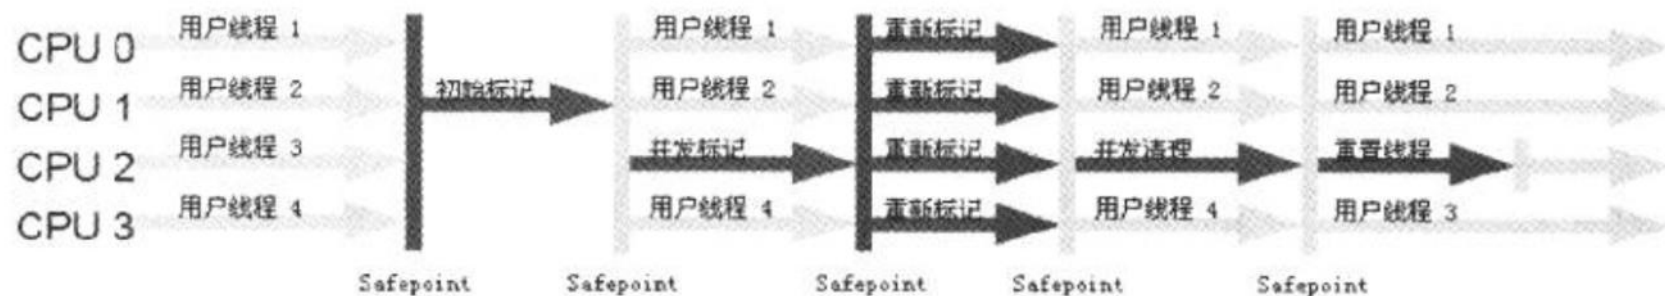 CPU 0 用户线程 1 用户线程 1 重新标记 用户线程 1 用户线程 1
CPU 1 用户线程 2 初始标记 用户线程 2 重新标记 用户线程 2 用户线程 2
CPU 2 用户线程 3 并发标记 重新标记 并发清理 重置线程
CPU 3 用户线程 4 用户线程 4 重新标记 用户线程 4 用户线程 3
Safepoint Safepoint Safepoint Safepoint Safepoint